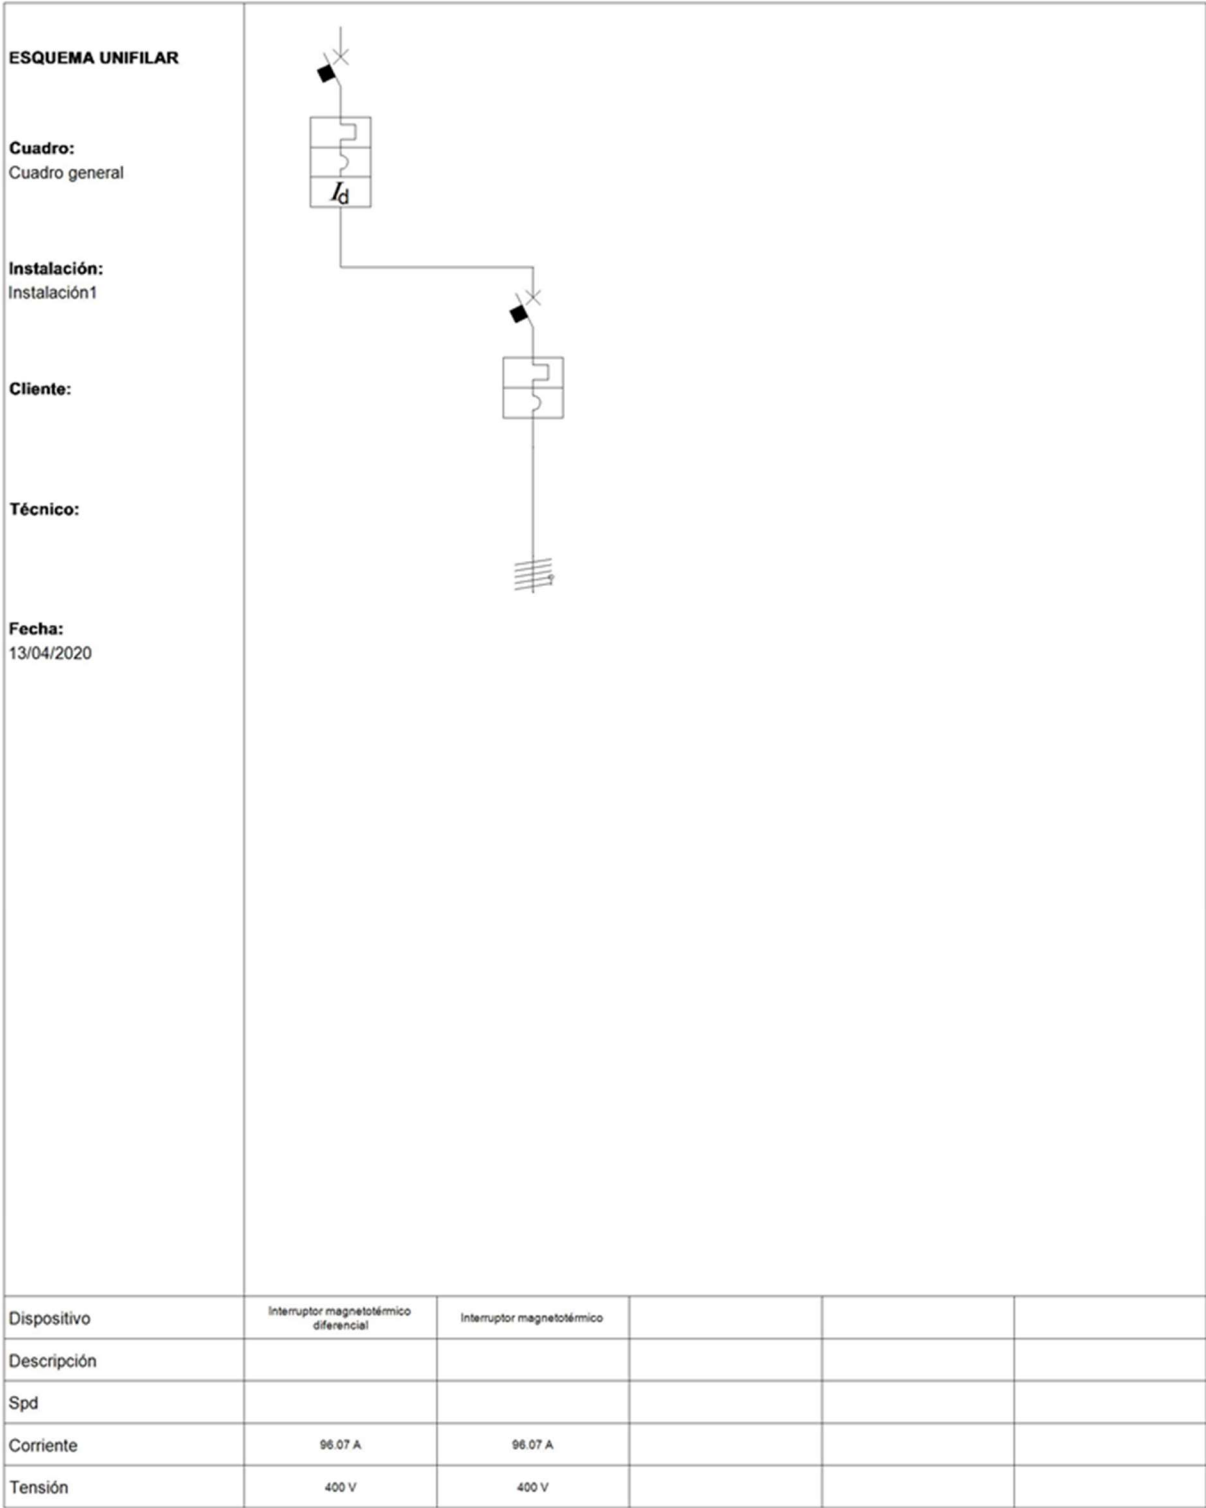 ESQUEMA UNIFILAR
Cuadro:
Cuadro general
Instalación:
Instalación1
Cliente:
Técnico:
Fecha:
13/04/2020
Id
Dispositivo
Interruptor magnetotérmico
diferencial
Interruptor magnetotérmico
Descripción
Spd
Corriente
96.07 A
96.07 A
Tensión
400 V
400 V